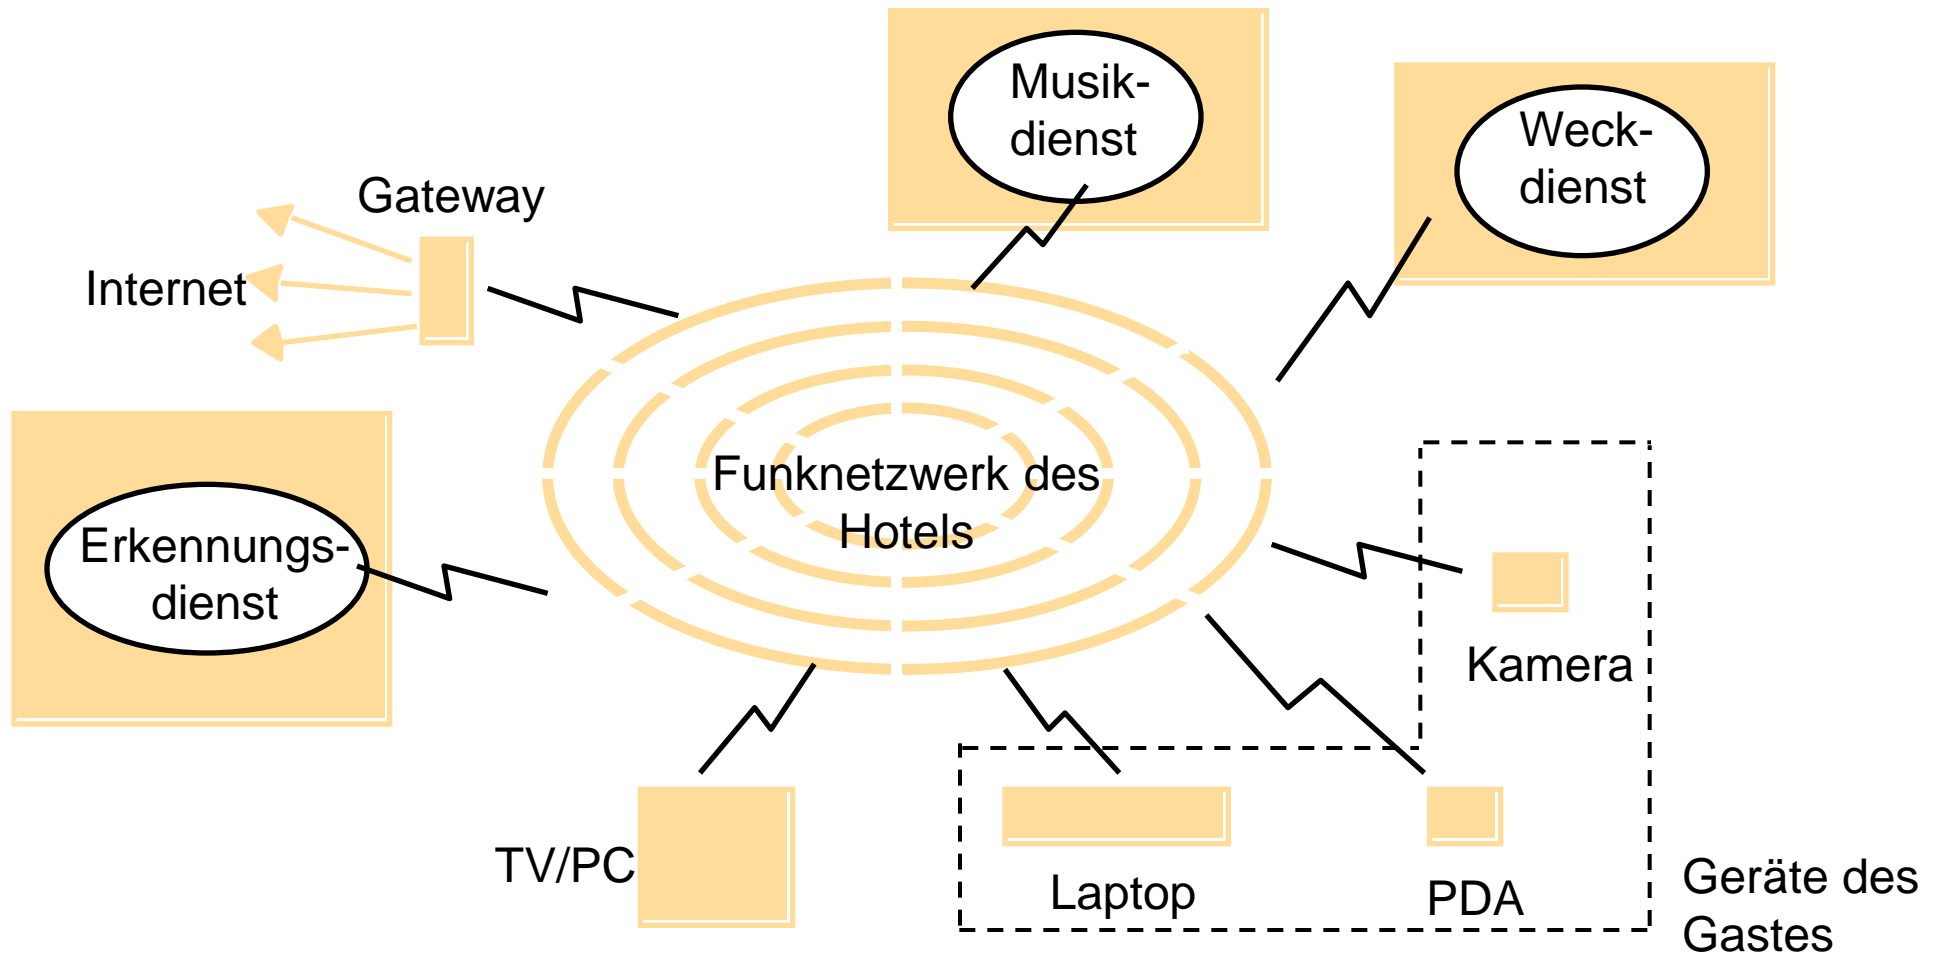 Musik-
dienst
Weck-
dienst
Gateway
Internet
Funknetzwerk des
Hotels
Erkennungs-
dienst
Kamera
TV/PC
Laptop
PDA
Geräte des
Gastes